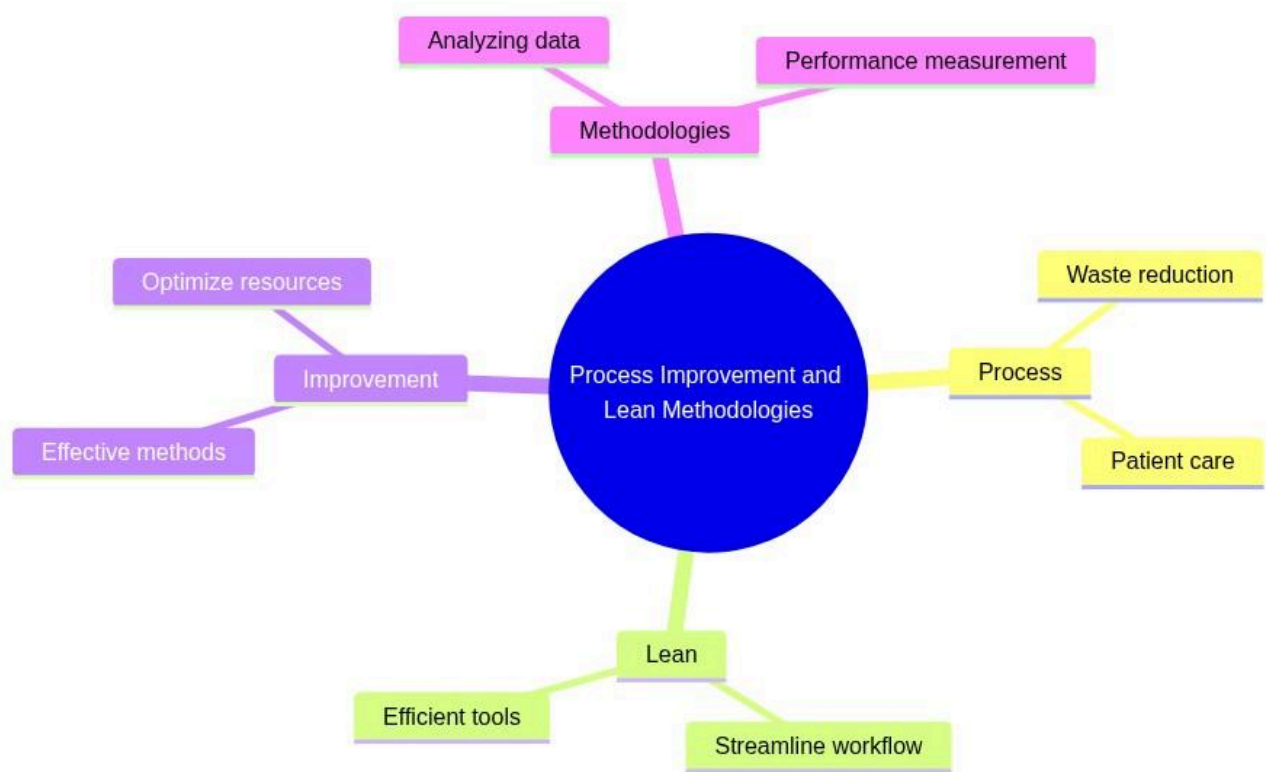 Analyzing data
Performance measurement
Methodologies
Optimize resources
Waste reduction
Improvement
Process Improvement and
Lean Methodologies
Process
Effective methods
Patient care
Lean
Efficient tools
Streamline workflow